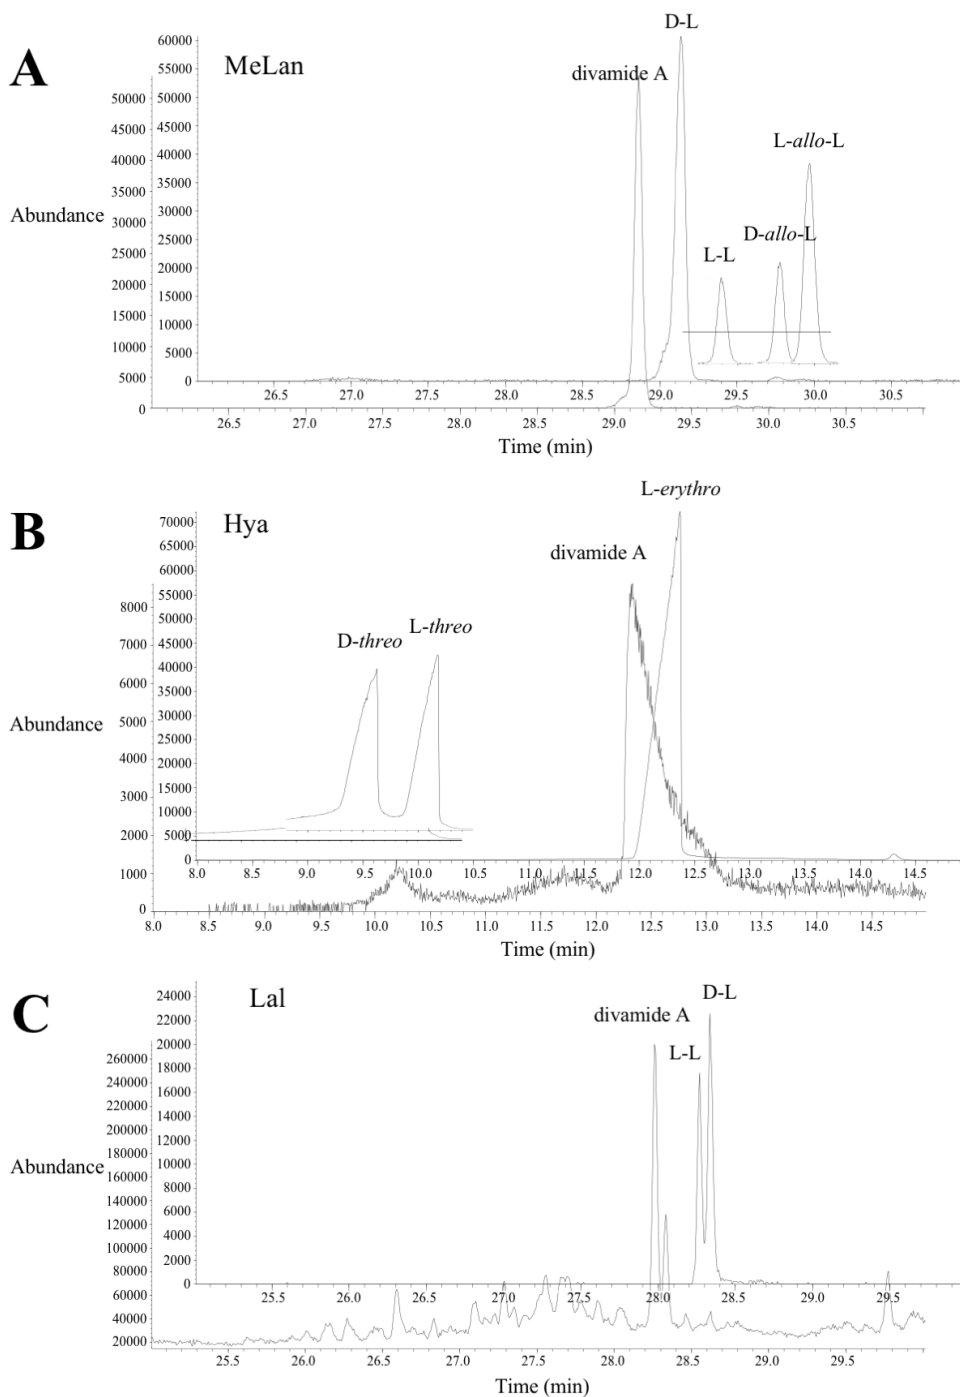 A
MeLan
D-L
divamide A
L-allo-L
D-allo-L
L-L
Abundance
60000
55000
50000
45000
40000
35000
30000
25000
20000
15000
10000
5000
0
50000
45000
40000
35000
30000
25000
20000
15000
10000
5000
0
26.5 27.0 27.5 28.0 28.5 29.0 29.5 30.0 30.5
26.5 27.0 27.5 28.0 28.5 29.0 29.5 30.0 30.5
Time (min)
B
Hya
L-erythro
divamide A
D-threo
L-threo
Abundance
70000
65000
60000
55000
50000
45000
40000
35000
30000
25000
20000
15000
10000
5000
0
8000
7000
6000
5000
4000
3000
2000
1000
0
8.0 8.5 9.0 9.5 10.0 10.5 11.0 11.5 12.0 12.5 13.0 13.5 14.0 14.5
8.0 8.5 9.0 9.5 10.0 10.5 11.0 11.5 12.0 12.5 13.0 13.5 14.0 14.5
Time (min)
C
Lal
D-L
divamide A
L-L
Abundance
24000
22000
20000
18000
16000
14000
12000
10000
8000
6000
4000
2000
0
260000
240000
220000
200000
180000
160000
140000
120000
100000
80000
60000
40000
20000
25.5 26.0 26.5 27.0 27.5 28.0 28.5 29.0 29.5
25.5 26.0 26.5 27.0 27.5 28.0 28.5 29.0 29.5
Time (min)